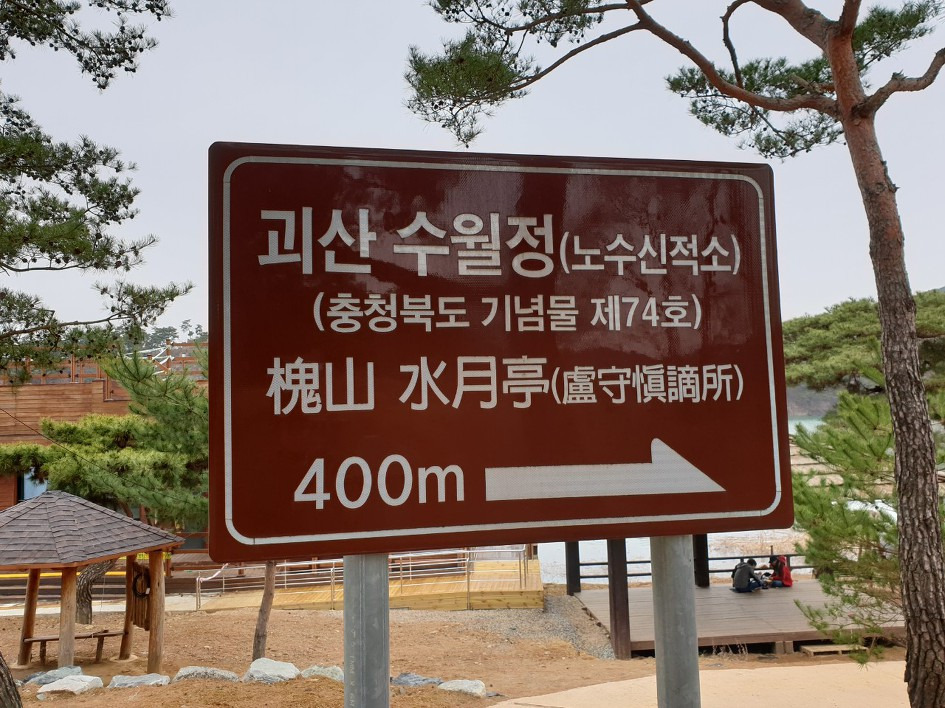 괴산 수월정(노수신적소)
(충청북도 기념물 제74호)
槐山 水月亭(盧守愼謫所)
400m